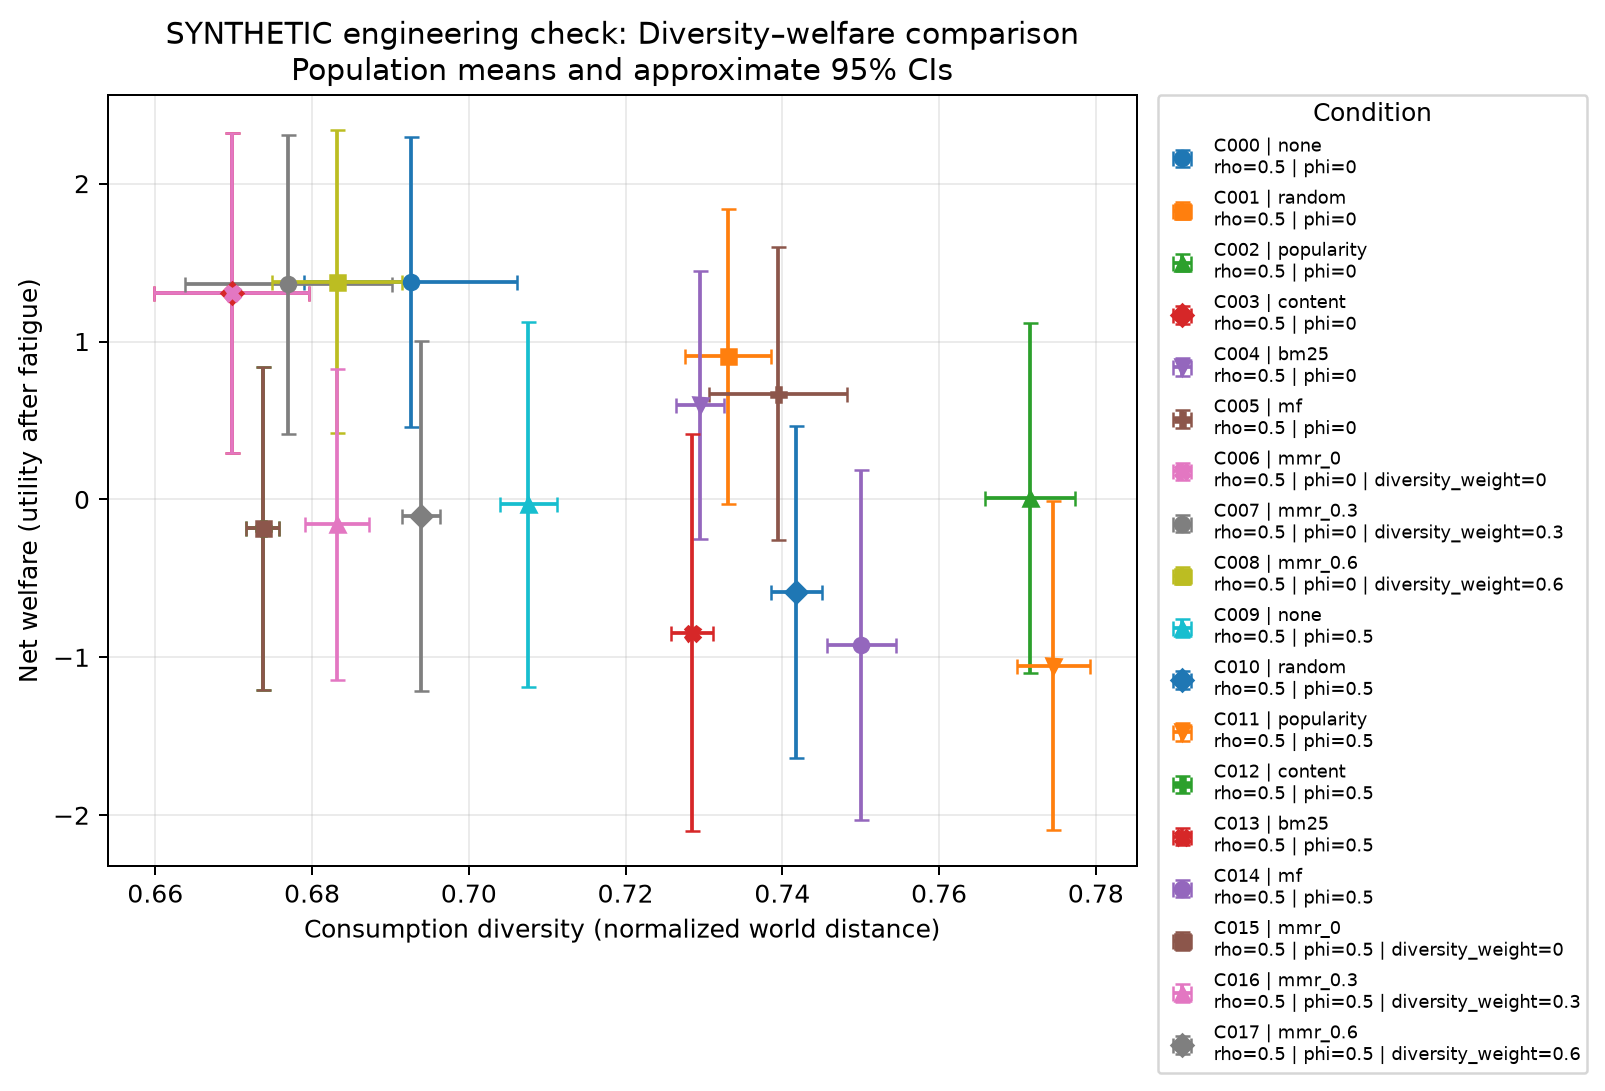 SYNTHETIC engineering check: Diversity–welfare comparison
Population means and approximate 95% CIs
Net welfare (utility after fatigue)
2
1
0
−1
−2
0.66
0.68
0.70
0.72
0.74
0.76
0.78
Consumption diversity (normalized world distance)
Condition
C000 | none
rho=0.5 | phi=0
C001 | random
rho=0.5 | phi=0
C002 | popularity
rho=0.5 | phi=0
C003 | content
rho=0.5 | phi=0
C004 | bm25
rho=0.5 | phi=0
C005 | mf
rho=0.5 | phi=0
C006 | mmr_0
rho=0.5 | phi=0 | diversity_weight=0
C007 | mmr_0.3
rho=0.5 | phi=0 | diversity_weight=0.3
C008 | mmr_0.6
rho=0.5 | phi=0 | diversity_weight=0.6
C009 | none
rho=0.5 | phi=0.5
C010 | random
rho=0.5 | phi=0.5
C011 | popularity
rho=0.5 | phi=0.5
C012 | content
rho=0.5 | phi=0.5
C013 | bm25
rho=0.5 | phi=0.5
C014 | mf
rho=0.5 | phi=0.5
C015 | mmr_0
rho=0.5 | phi=0.5 | diversity_weight=0
C016 | mmr_0.3
rho=0.5 | phi=0.5 | diversity_weight=0.3
C017 | mmr_0.6
rho=0.5 | phi=0.5 | diversity_weight=0.6